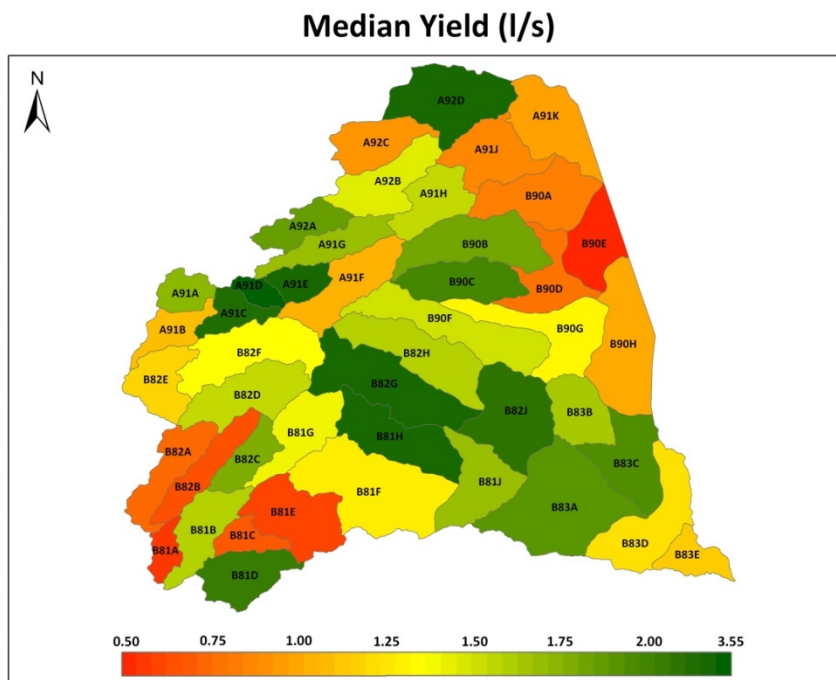 Median Yield (l/s)
N
A92D
A91K
A92C
A91J
A92B
A91H
B90A
A92A
A91G
B90B
B90E
A91F
B90C
B90D
A91A
A91D
A91E
A91C
A91B
B90F
B90G
B90H
B82F
B82H
B82E
B82G
B82D
B82J
B83B
B81G
B81H
B82A
B82C
B83C
B82B
B81F
B81J
B83A
B81E
B81B
B81C
B81A
B83D
B83E
B81D
0.50 0.75 1.00 1.25 1.50 1.75 2.00 3.55